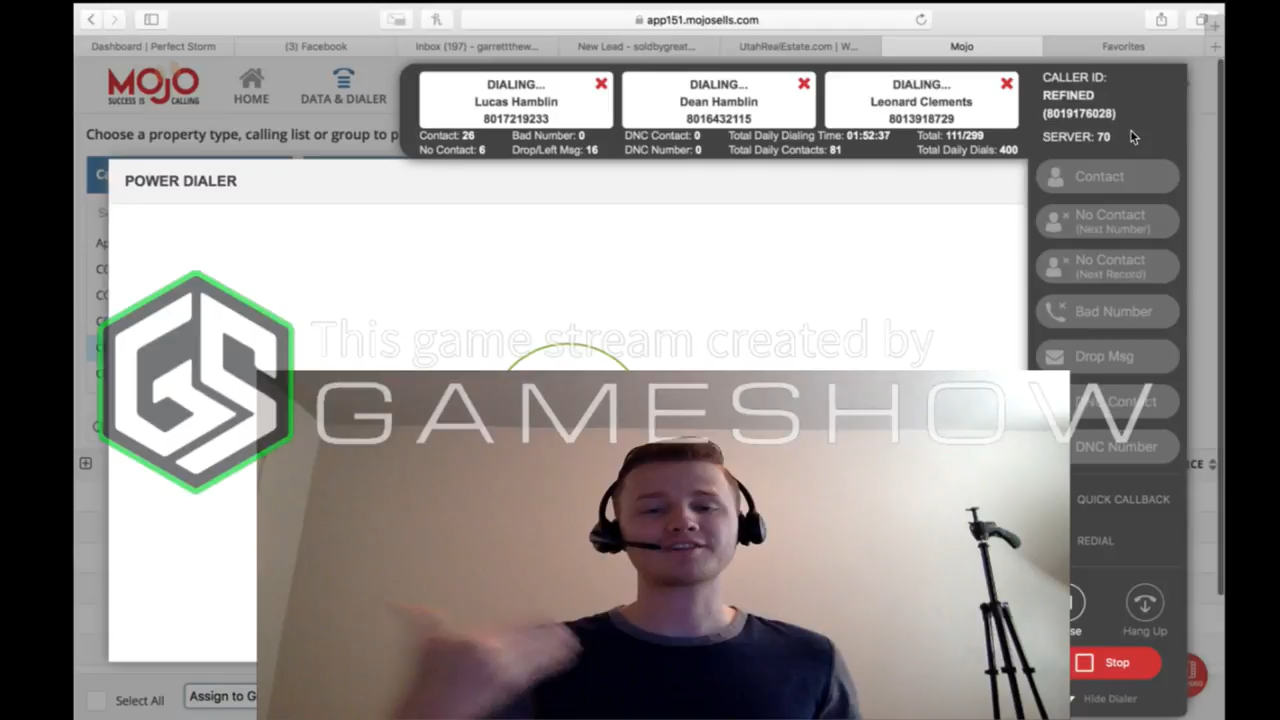 app151.mojosells.com
Dashboard | Perfect Storm
(3) Facebook
Inbox (197) - garrettthew...
New Lead - soldbygreat...
UtahRealEstate.com | W...
Mojo
Favorites
MOJO
SUCCESS IS CALLING
HOME
DATA & DIALER
Choose a property type, calling list or group to p
DIALING...
Lucas Hamblin
8017219233
DIALING...
Dean Hamblin
8016432115
DIALING...
Leonard Clements
8013918729
Contact: 26 Bad Number: 0 DNC Contact: 0 Total Daily Dialing Time: 01:52:37 Total: 111/299
No Contact: 6 Drop/Left Msg: 16 DNC Number: 0 Total Daily Contacts: 81 Total Daily Dials: 400
CALLER ID:
REFINED
(8019176028)
SERVER: 70
POWER DIALER
Contact
No Contact
(Next Number)
No Contact
(Next Record)
Bad Number
Drop Msg
DNC Contact
DNC Number
QUICK CALLBACK
REDIAL
se
Hang Up
Stop
Hide Dialer
This game stream created by
GS
GAMESHOW
ICE
Select All
Assign to G